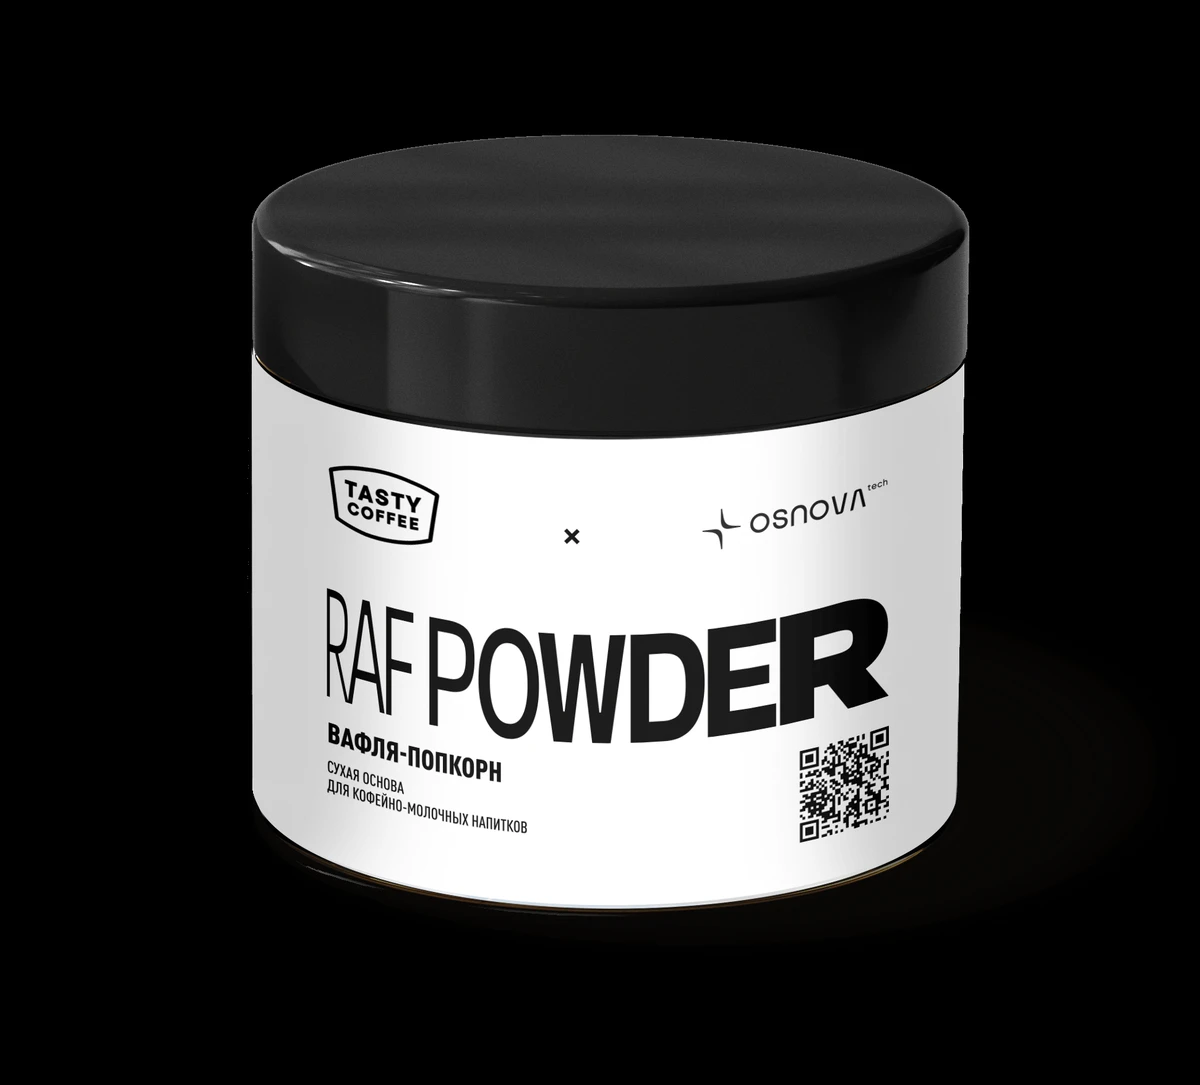 TASTY
COFFEE
×
OSNOVA tech
RAF POWDER
ВАФЛЯ-ПОПКОРН
СУХАЯ ОСНОВА
ДЛЯ КОФЕЙНО-МОЛОЧНЫХ НАПИТКОВ